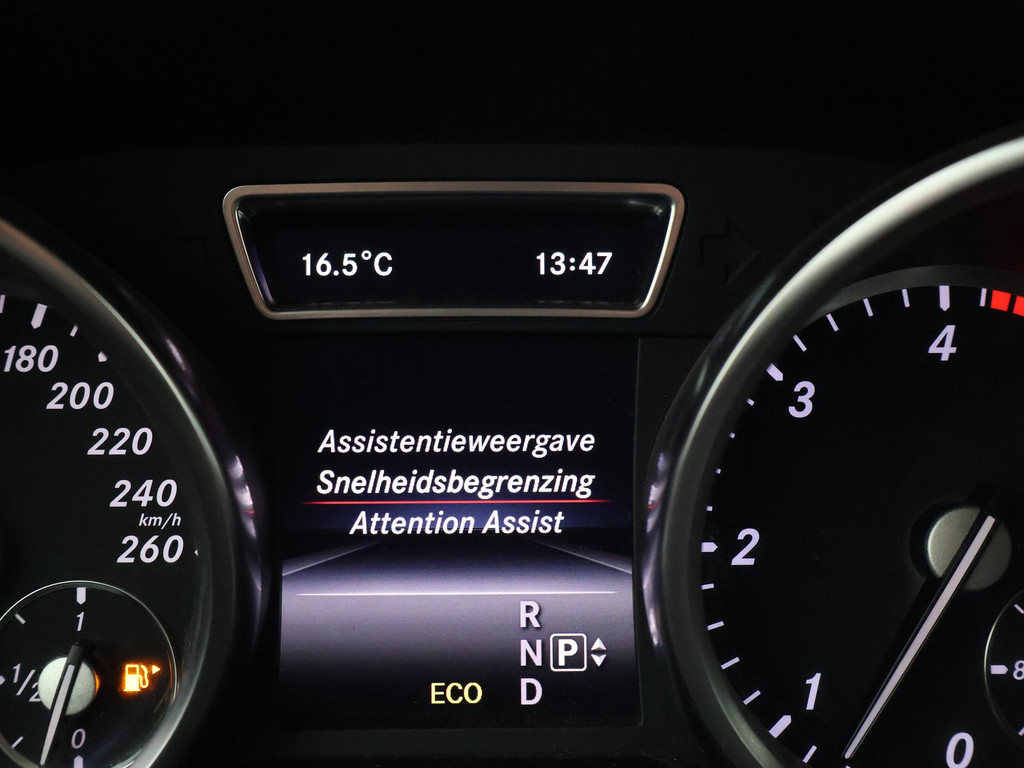 16.5°C 13:47
180
200
220
240
km/h
260
1
1/2
0
Assistentieweergave
Snelheidsbegrenzing
Attention Assist
R
N P
D
ECO
4
3
2
1
0
8